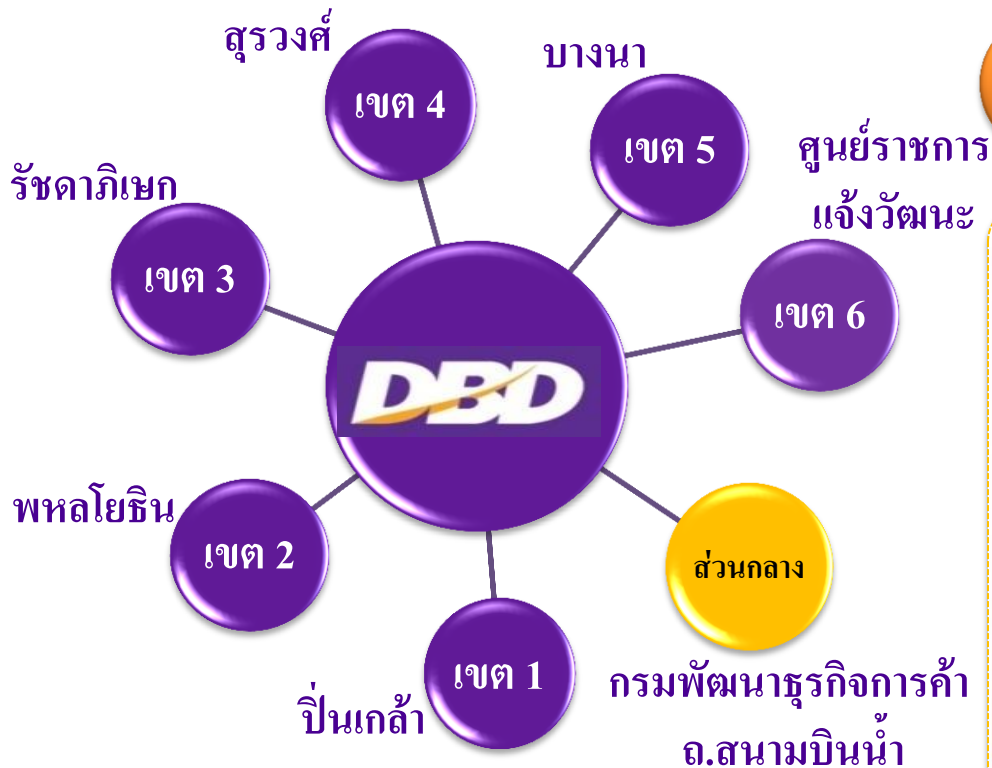 สุรวงศ์
เขต 4
บางนา
เขต 5
ศูนย์ราชการ
แจ้งวัฒนะ
เขต 6
รัชดาภิเษก
เขต 3
DBD
พหลโยธิน
เขต 2
ส่วนกลาง
กรมพัฒนาธุรกิจการค้า
ถ.สนามบินน้ำ
เขต 1
ปิ่นเกล้า